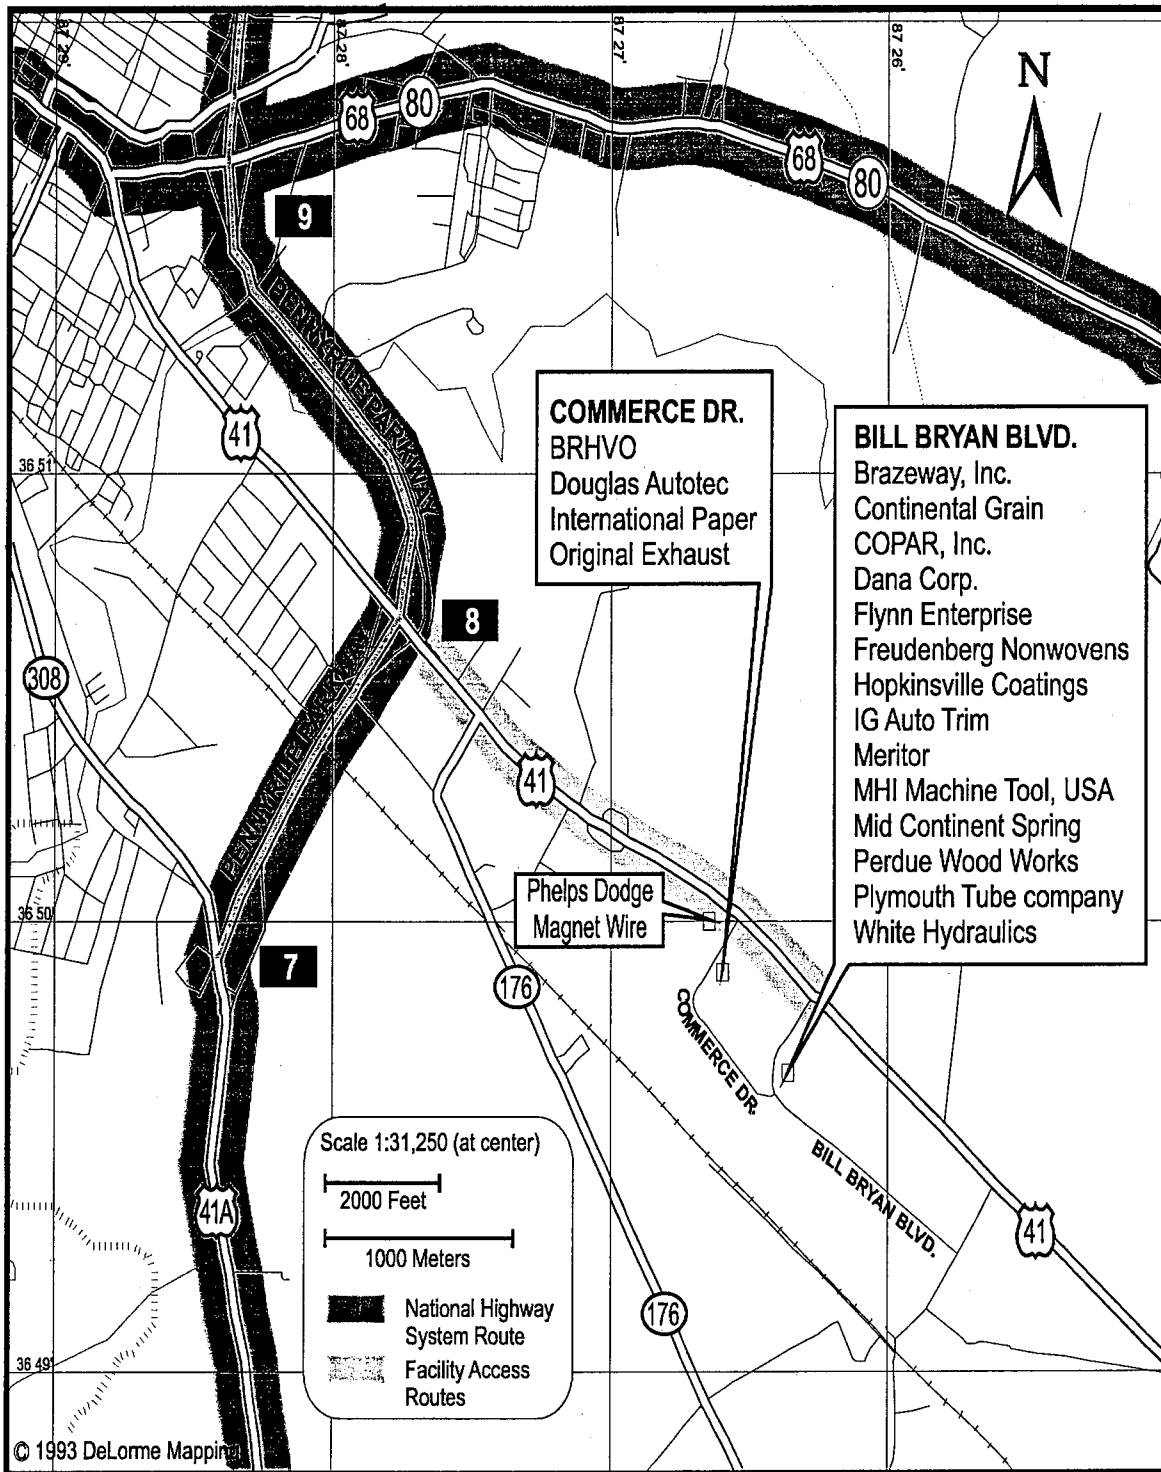 87 29'
87 28'
87 27'
87 26'
N
68
80
68
80
9
PENNYRILE PARKWAY
41
36 51'
COMMERCE DR.
BRHVO
Douglas Autotec
International Paper
Original Exhaust
BILL BRYAN BLVD.
Brazeway, Inc.
Continental Grain
COPAR, Inc.
Dana Corp.
Flynn Enterprise
Freudenberg Nonwovens
Hopkinsville Coatings
IG Auto Trim
Meritor
MHI Machine Tool, USA
Mid Continent Spring
Perdue Wood Works
Plymouth Tube company
White Hydraulics
8
308
PENNYRILE PARKWAY
41
Phelps Dodge
Magnet Wire
36 50'
7
176
COMMERCE DR.
BILL BRYAN BLVD.
41
41A
Scale 1:31,250 (at center)
2000 Feet
1000 Meters
National Highway
System Route
Facility Access
Routes
176
36 49'
© 1993 DeLorme Mapping